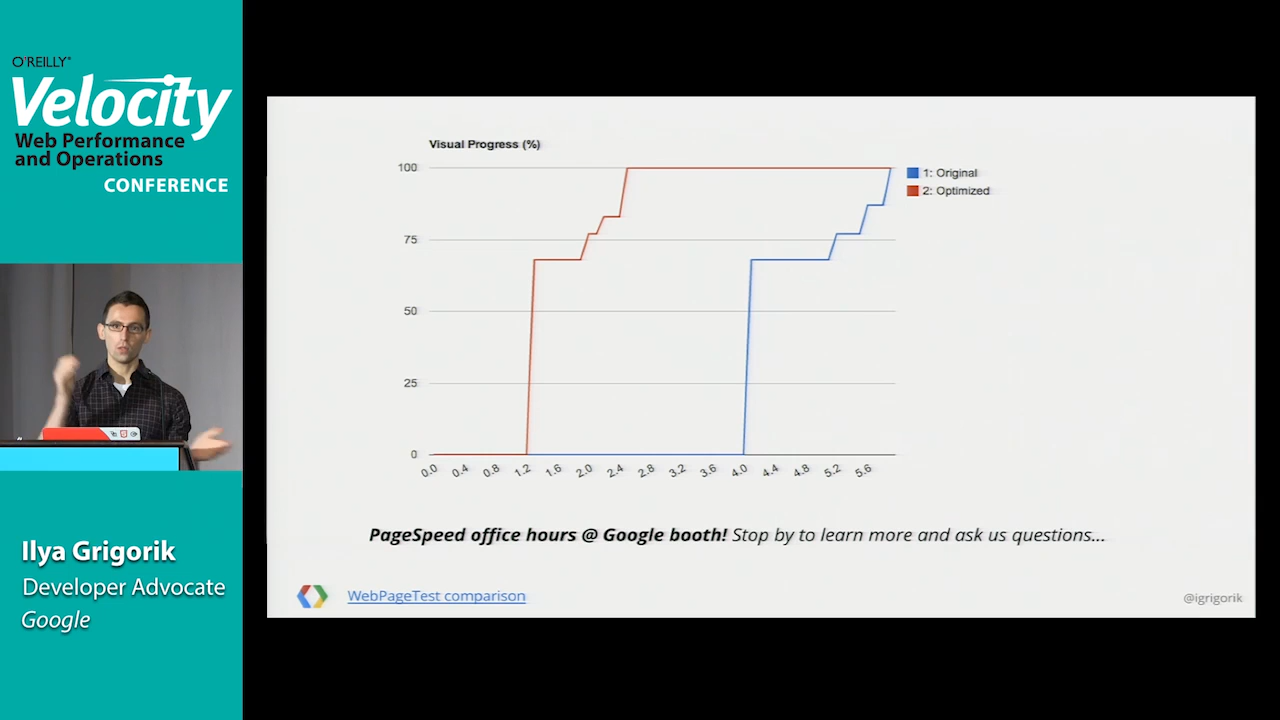 O'REILLY®
Velocity
Web Performance
and Operations
CONFERENCE
Ilya Grigorik
Developer Advocate
Google
Visual Progress (%)
100
75
50
25
0
0.0 0.4 0.8 1.2 1.6 2.0 2.4 2.8 3.2 3.6 4.0 4.4 4.8 5.2 5.6
1: Original
2: Optimized
PageSpeed office hours @ Google booth! Stop by to learn more and ask us questions...
WebPageTest comparison
@igrigorik